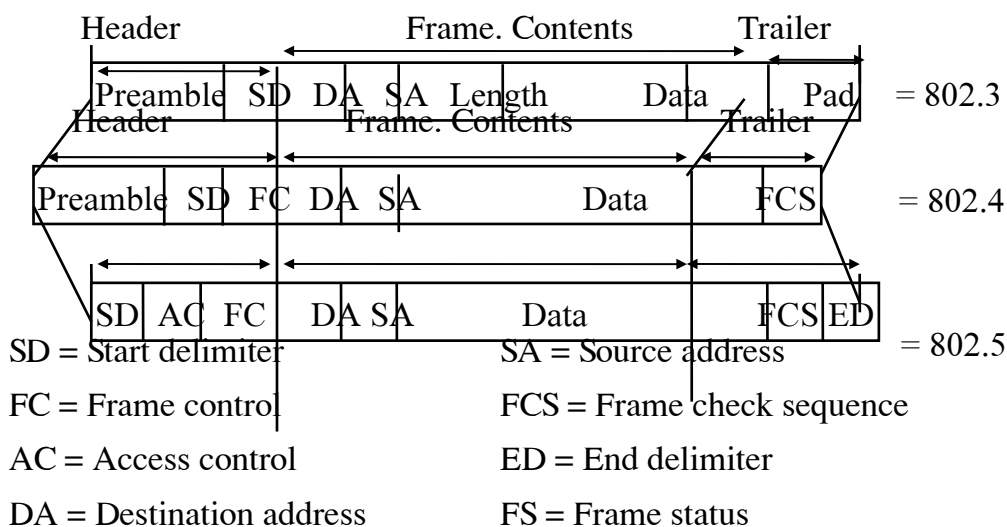 Header Frame. Contents Trailer
Preamble SD DA SA Length Data Pad = 802.3
Header Frame. Contents Trailer
Preamble SD FC DA SA Data FCS = 802.4
SD AC FC DA SA Data FCS ED = 802.5
SD = Start delimiter SA = Source address
FC = Frame control FCS = Frame check sequence
AC = Access control ED = End delimiter
DA = Destination address FS = Frame status